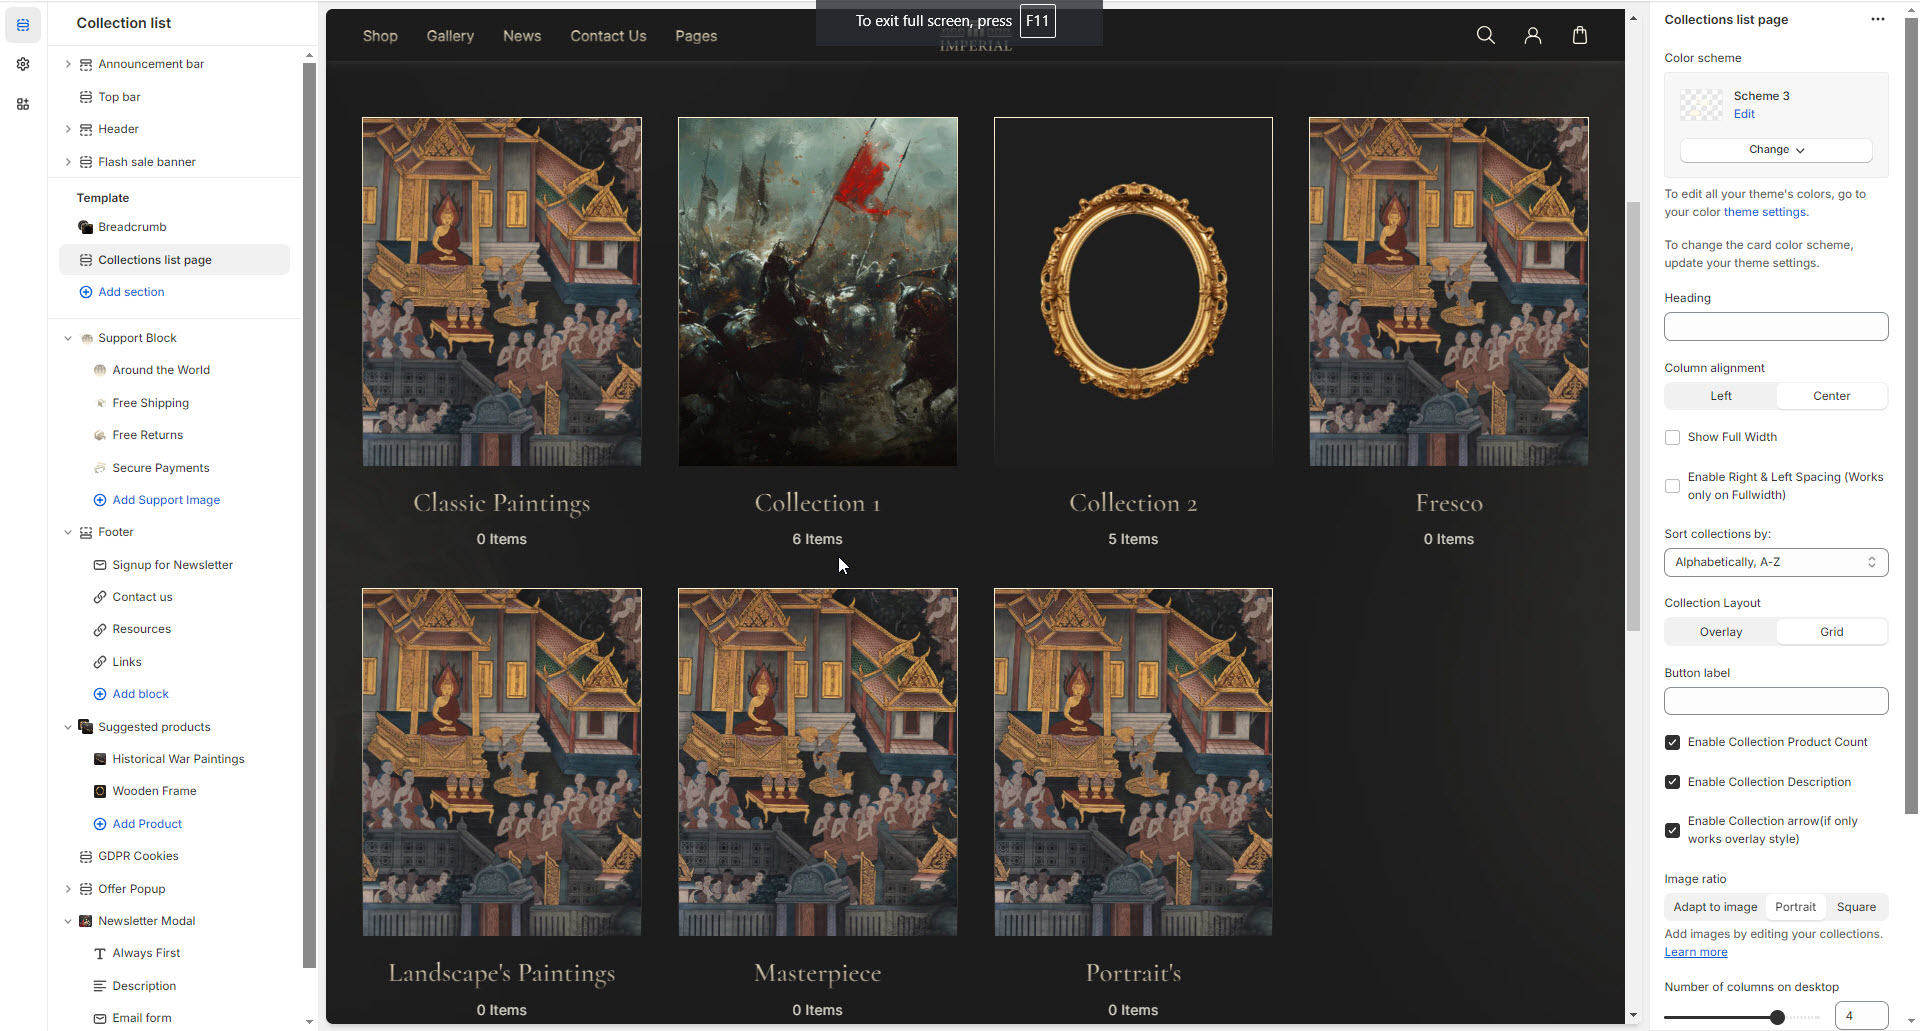 Collection list
Announcement bar
Top bar
Header
Flash sale banner
Template
Breadcrumb
Collections list page
Add section
Support Block
Around the World
Free Shipping
Free Returns
Secure Payments
Add Support Image
Footer
Signup for Newsletter
Contact us
Resources
Links
Add block
Suggested products
Historical War Paintings
Wooden Frame
Add Product
GDPR Cookies
Offer Popup
Newsletter Modal
Always First
Description
Email form
To exit full screen, press F11
Shop Gallery News Contact Us Pages
IMPERIAL
Classic Paintings
0 Items
Collection 1
6 Items
Collection 2
5 Items
Fresco
0 Items
Landscape's Paintings
0 Items
Masterpiece
0 Items
Portrait's
0 Items
Collections list page
Color scheme
Scheme 3
Edit
Change
To edit all your theme's colors, go to
your color theme settings.
To change the card color scheme,
update your theme settings.
Heading
Column alignment
Left Center
Show Full Width
Enable Right & Left Spacing (Works
only on Fullwidth)
Sort collections by:
Alphabetically, A-Z
Collection Layout
Overlay Grid
Button label
Enable Collection Product Count
Enable Collection Description
Enable Collection arrow(if only
works overlay style)
Image ratio
Adapt to image Portrait Square
Add images by editing your collections.
Learn more
Number of columns on desktop
4